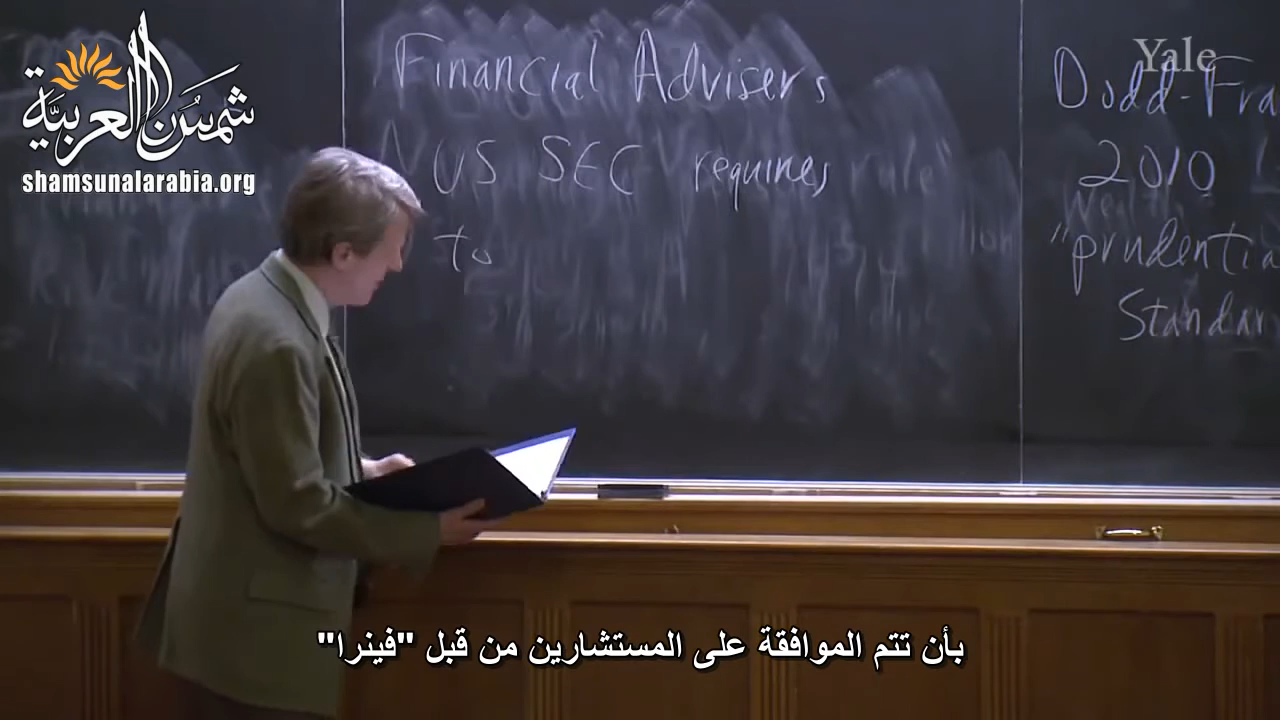 شمس العربية
shamsunalarabia.org
Financial Advisers
US SEC requires
to
Yale
Dodd-Fra
2010
"prudentia
Standar
بأن تتم الموافقة على المستشارين من قبل "فينرا"